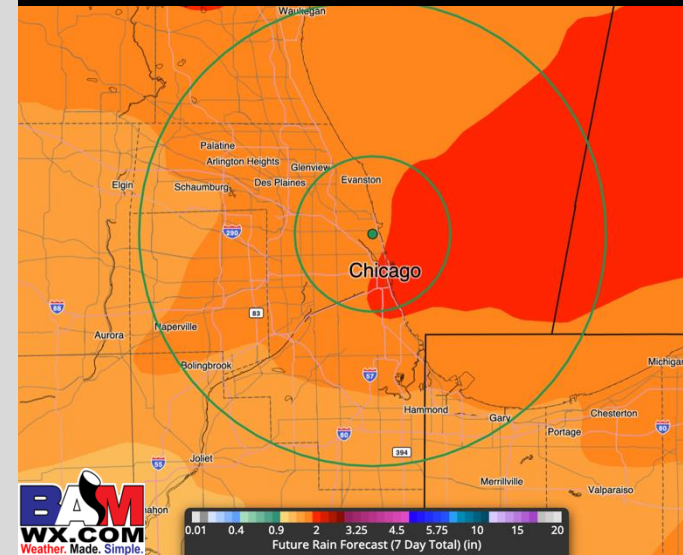 Waukegan
Palatine
Arlington Heights
Glenview
Elgin
Schaumburg
Des Plaines
Evanston
290
Chicago
88
83
Aurora
Naperville
Bolingbrook
57
Michigan
Hammond
Gary
Chesterton
80
Portage
90
394
Joliet
55
Merrillville
Valparaiso
BAM
WX.COM
Weather. Made. Simple.
0.01 0.4 0.9 2 3.25 4.5 5.75 10 15 20
Future Rain Forecast (7 Day Total) (in)